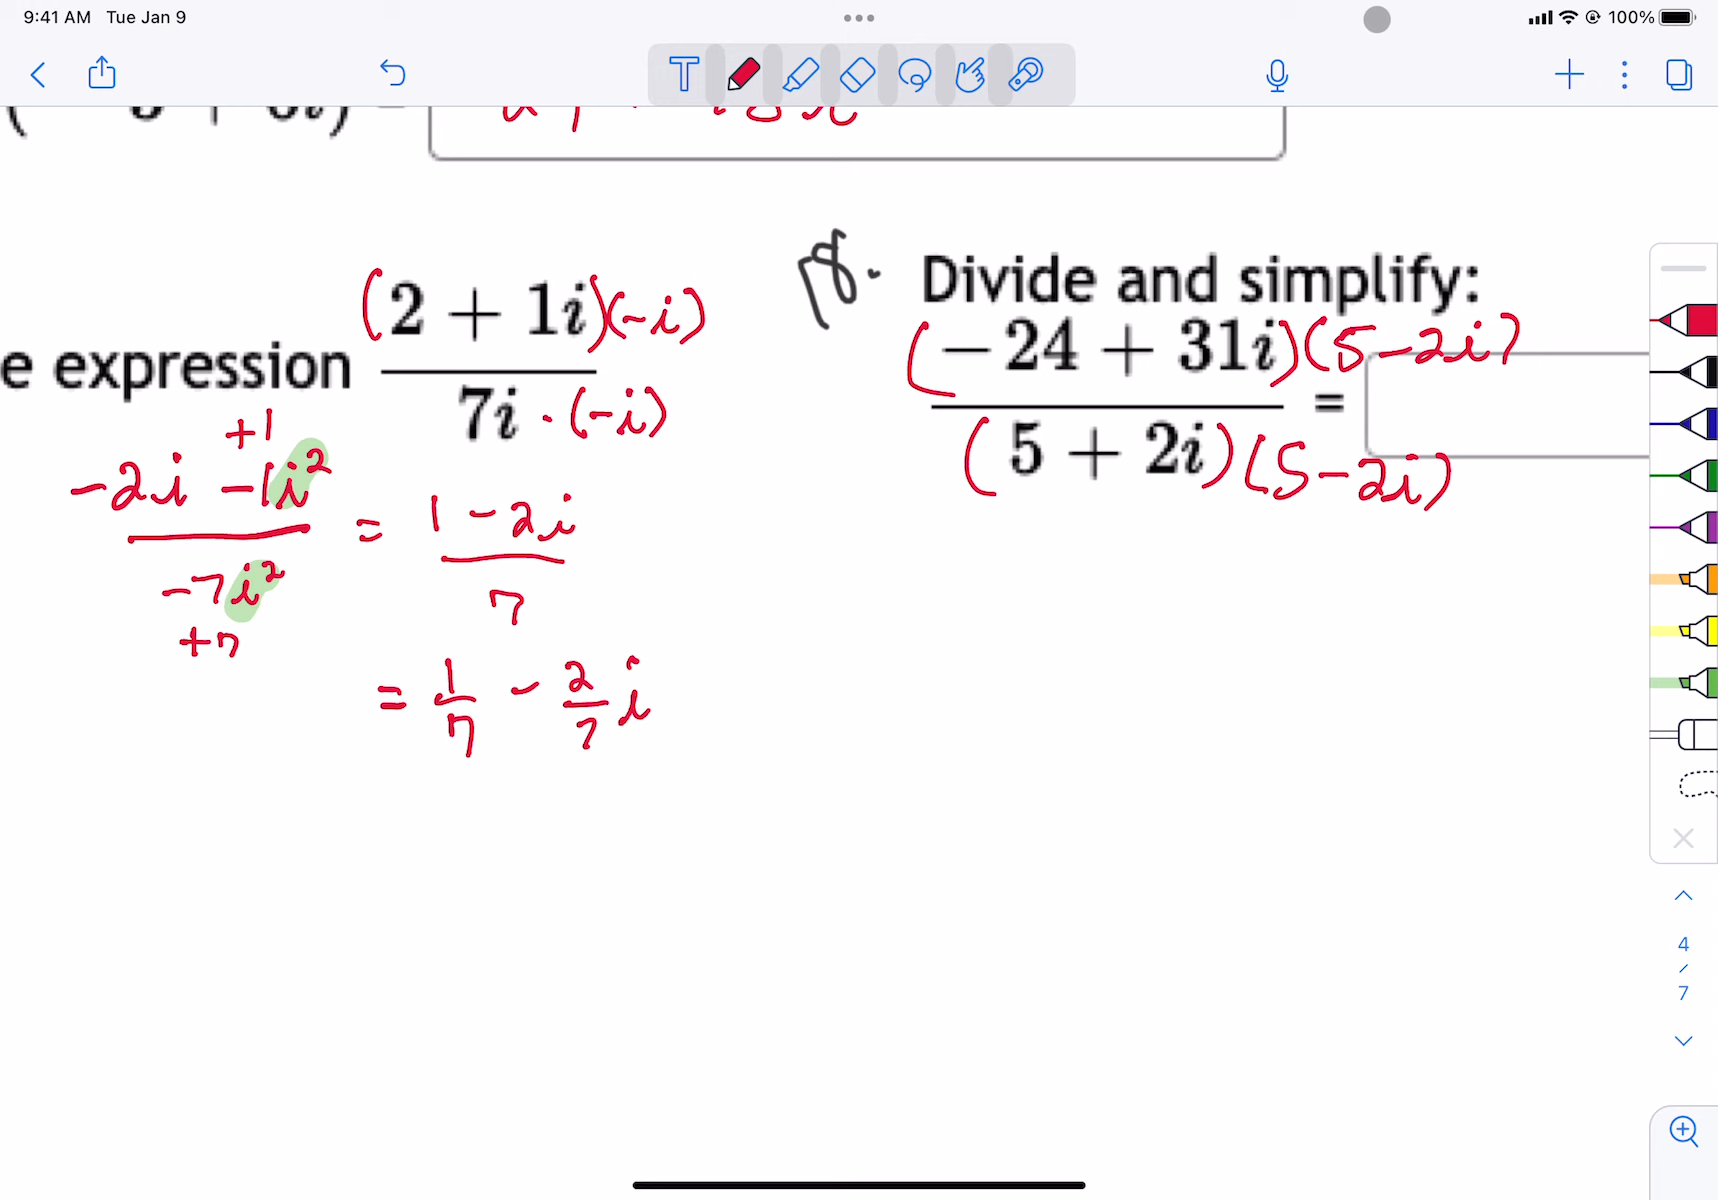 9:41 AM Tue Jan 9
100%
T
e expression (2 + 1i)(-i)
7i · (-i)
+1
-2i -1i²
-7i²
+7
= 1 - 2i
7
= 1/7 - 2/7 i
18. Divide and simplify:
(-24 + 31i)(5-2i)
(5 + 2i)(5-2i)
=
4
/
7